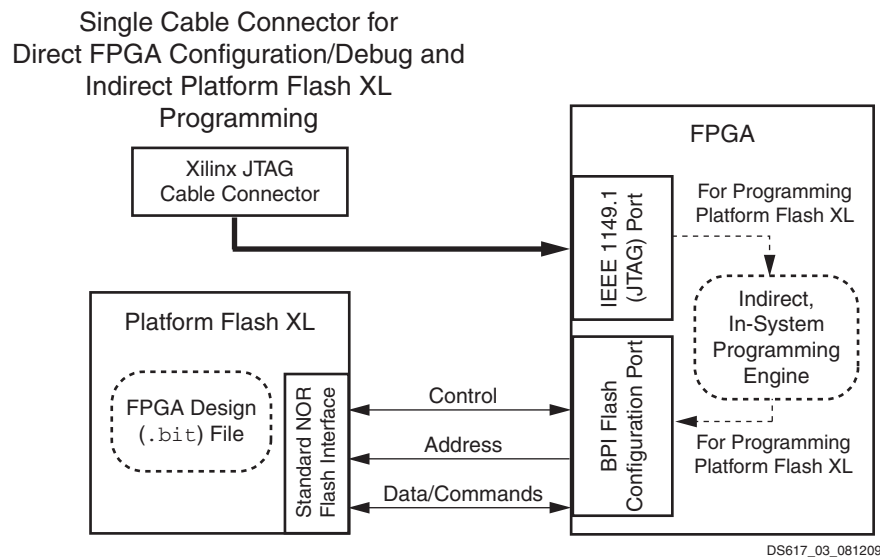 Single Cable Connector for
Direct FPGA Configuration/Debug and
Indirect Platform Flash XL
Programming
Xilinx JTAG
Cable Connector
FPGA
IEEE 1149.1
(JTAG) Port
For Programming
Platform Flash XL
Indirect,
In-System
Programming
Engine
For Programming
Platform Flash XL
BPI Flash
Configuration Port
Platform Flash XL
FPGA Design
(.bit) File
Standard NOR
Flash Interface
Control
Address
Data/Commands
DS617_03_081209